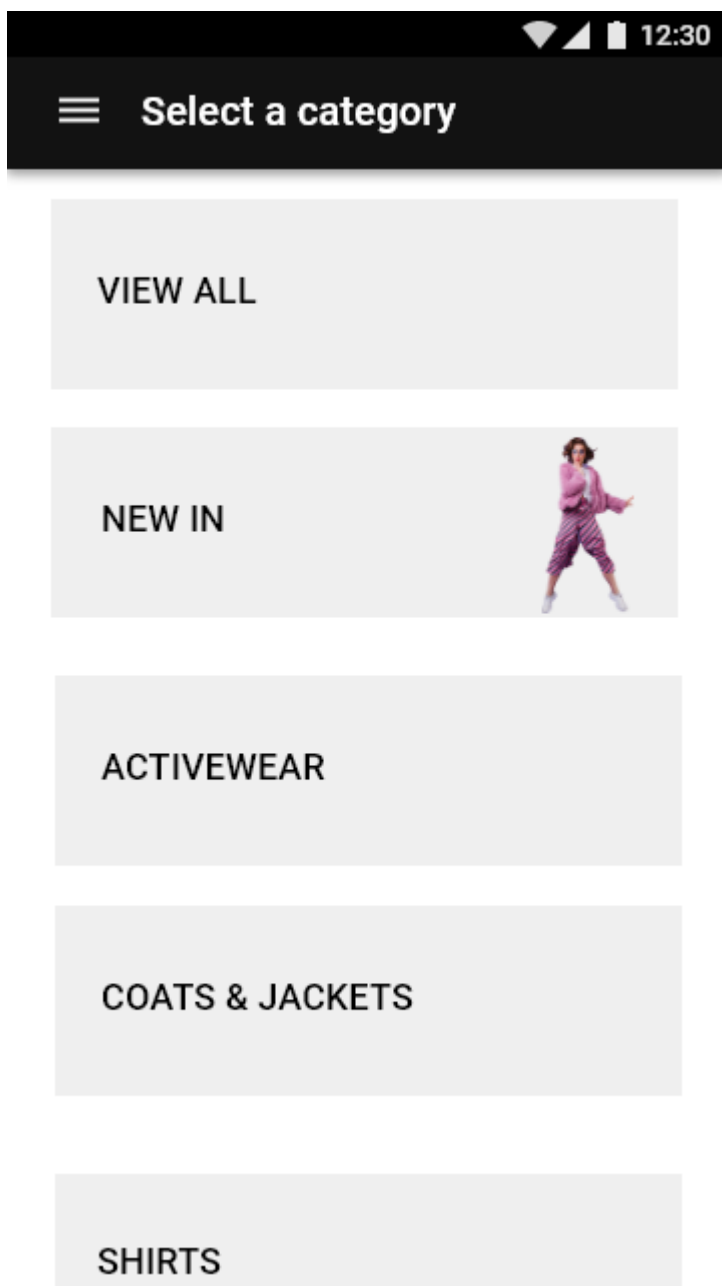 12:30
Select a category
VIEW ALL
NEW IN
ACTIVEWEAR
COATS & JACKETS
SHIRTS